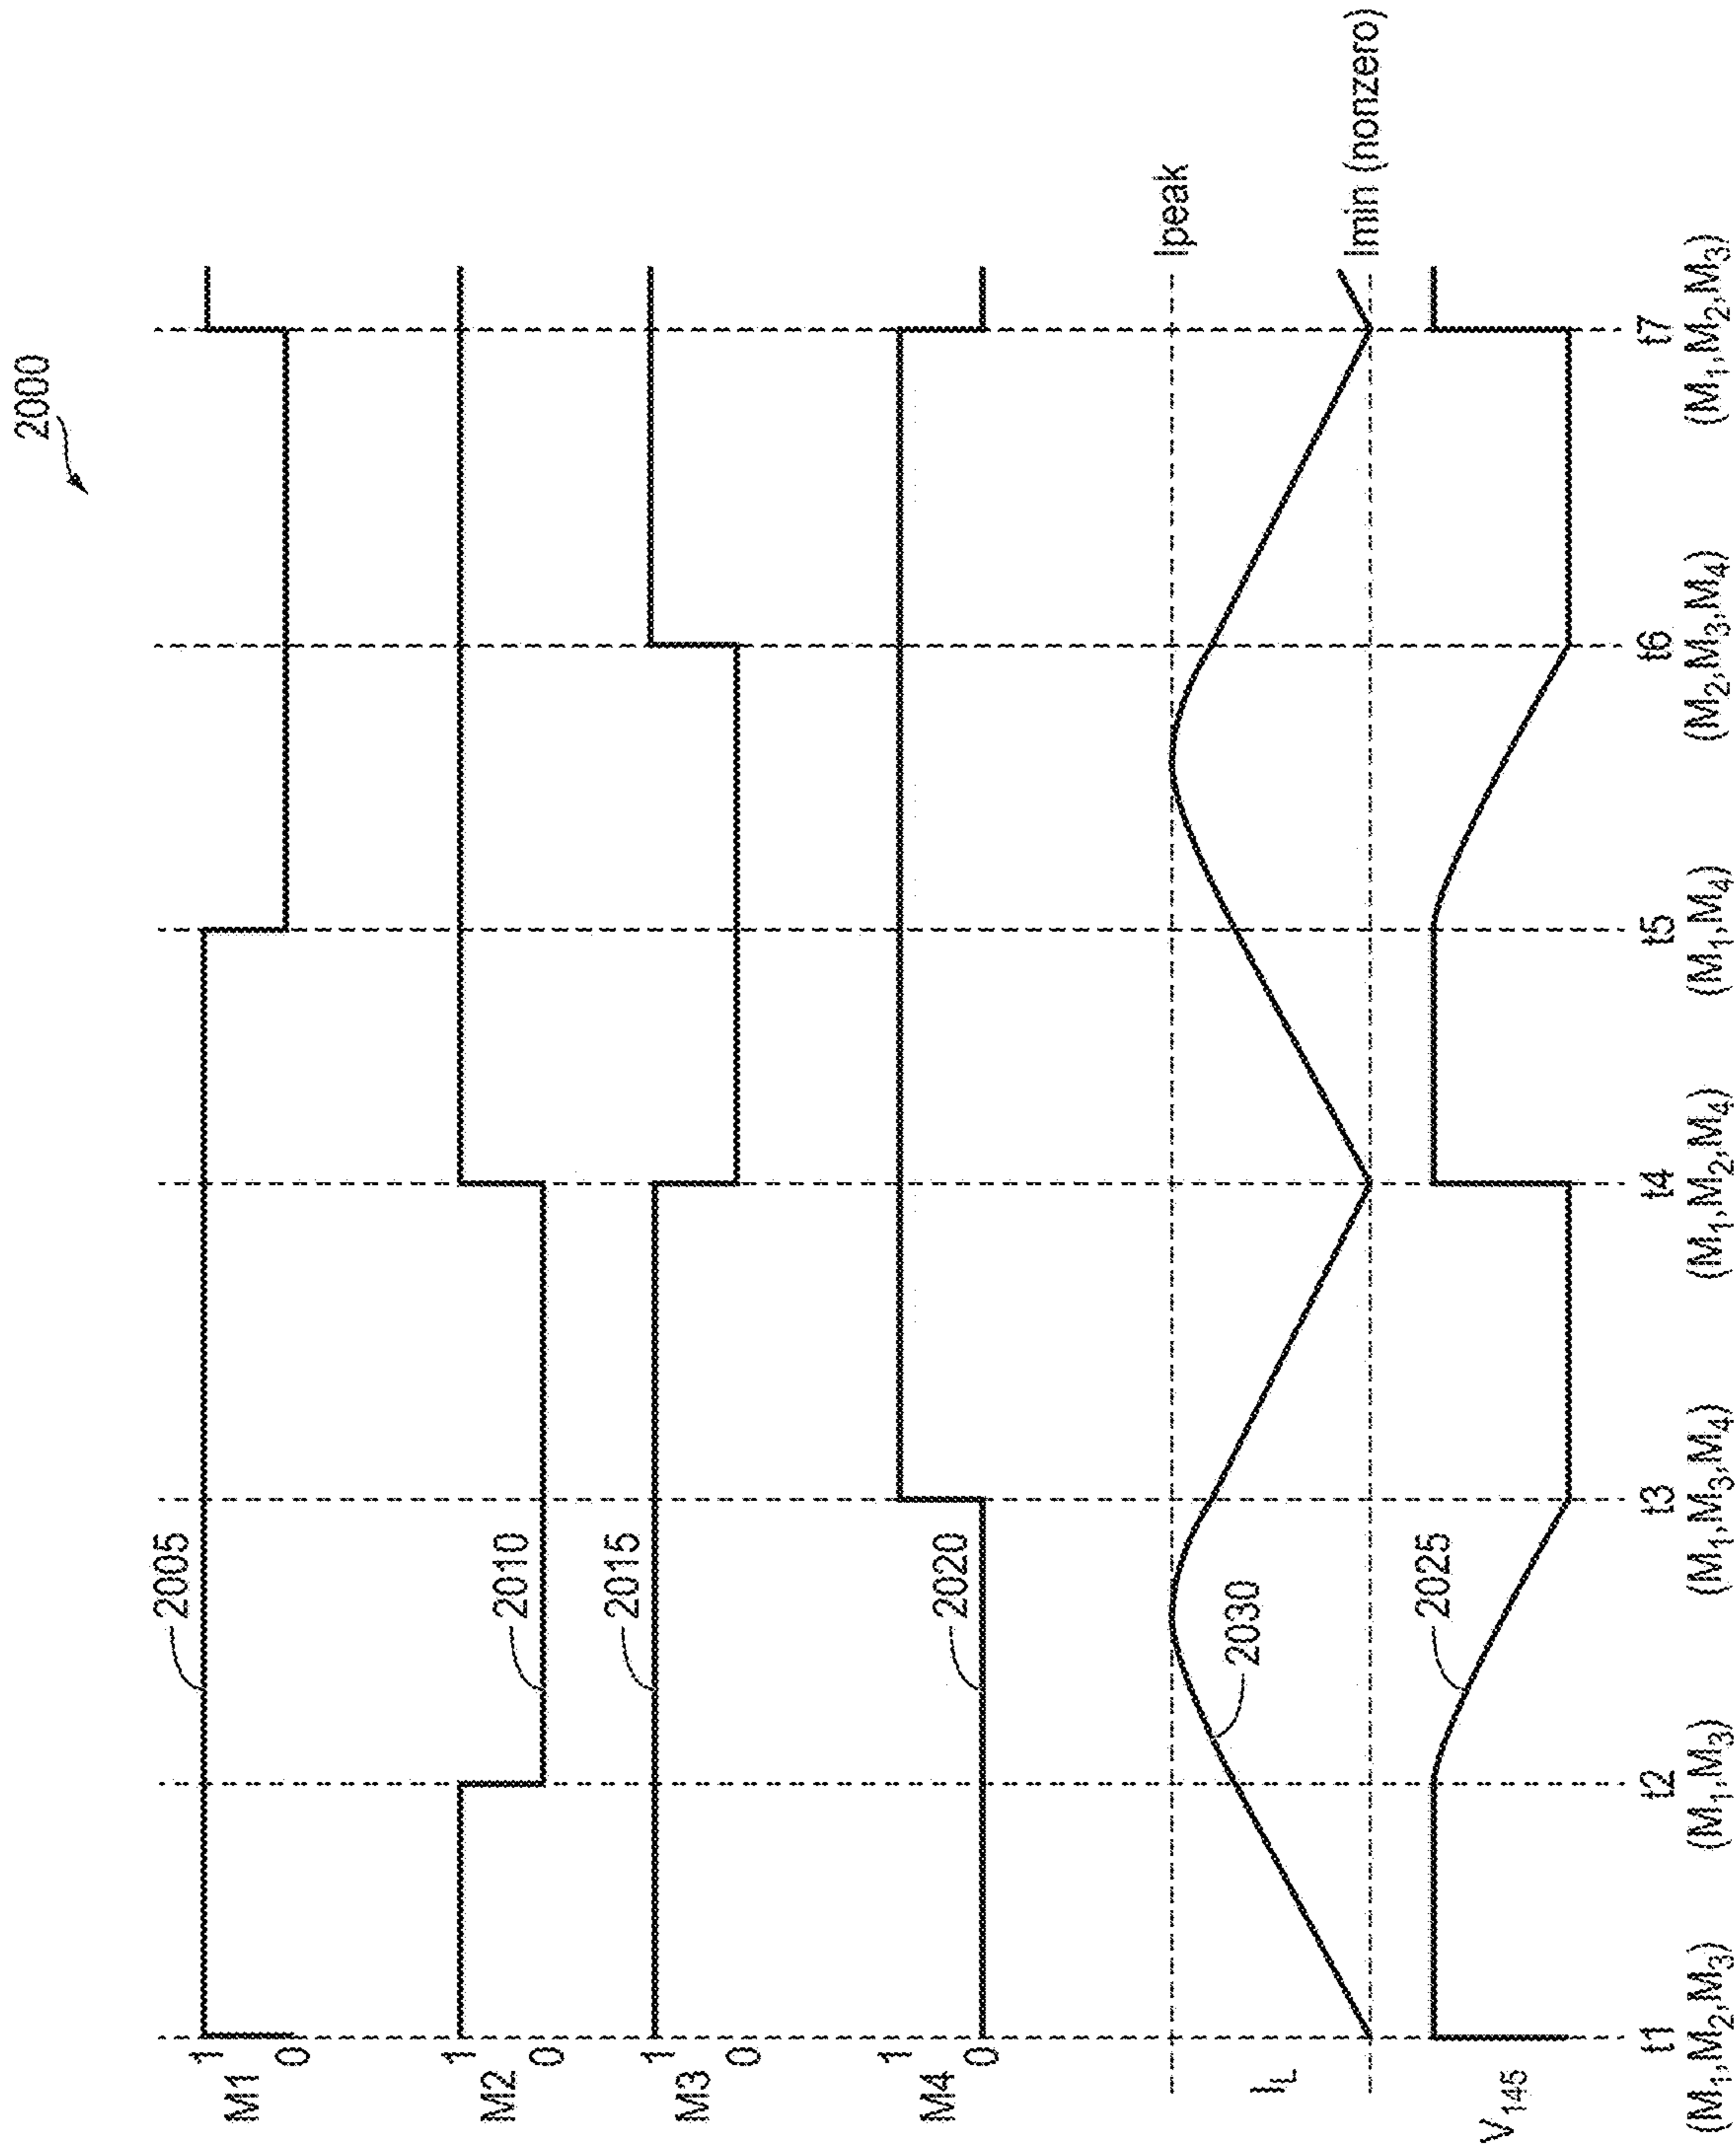 2000
M1
1
0
2005
M2
1
0
2010
M3
1
0
2015
M4
1
0
2020
Ipeak
I_L
2030
Imin (nonzero)
V_145
2025
t1
t2
t3
t4
t5
t6
t7
(M₁,M₂,M₃)
(M₁,M₃)
(M₁,M₃,M₄)
(M₁,M₂,M₄)
(M₁,M₄)
(M₂,M₃,M₄)
(M₁,M₂,M₃)